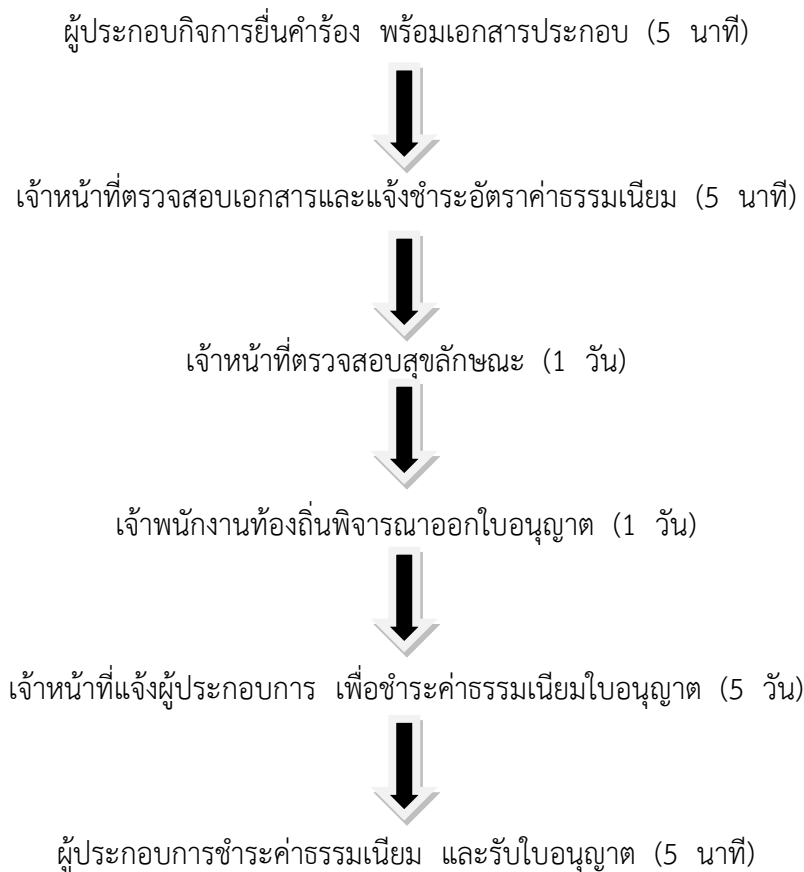 ผู้ประกอบกิจการยื่นคำร้อง พร้อมเอกสารประกอบ (5 นาที)
เจ้าหน้าที่ตรวจสอบเอกสารและแจ้งชำระอัตราค่าธรรมเนียม (5 นาที)
เจ้าหน้าที่ตรวจสอบสุขลักษณะ (1 วัน)
เจ้าพนักงานท้องถิ่นพิจารณาออกใบอนุญาต (1 วัน)
เจ้าหน้าที่แจ้งผู้ประกอบการ เพื่อชำระค่าธรรมเนียมใบอนุญาต (5 วัน)
ผู้ประกอบการชำระค่าธรรมเนียม และรับใบอนุญาต (5 นาที)